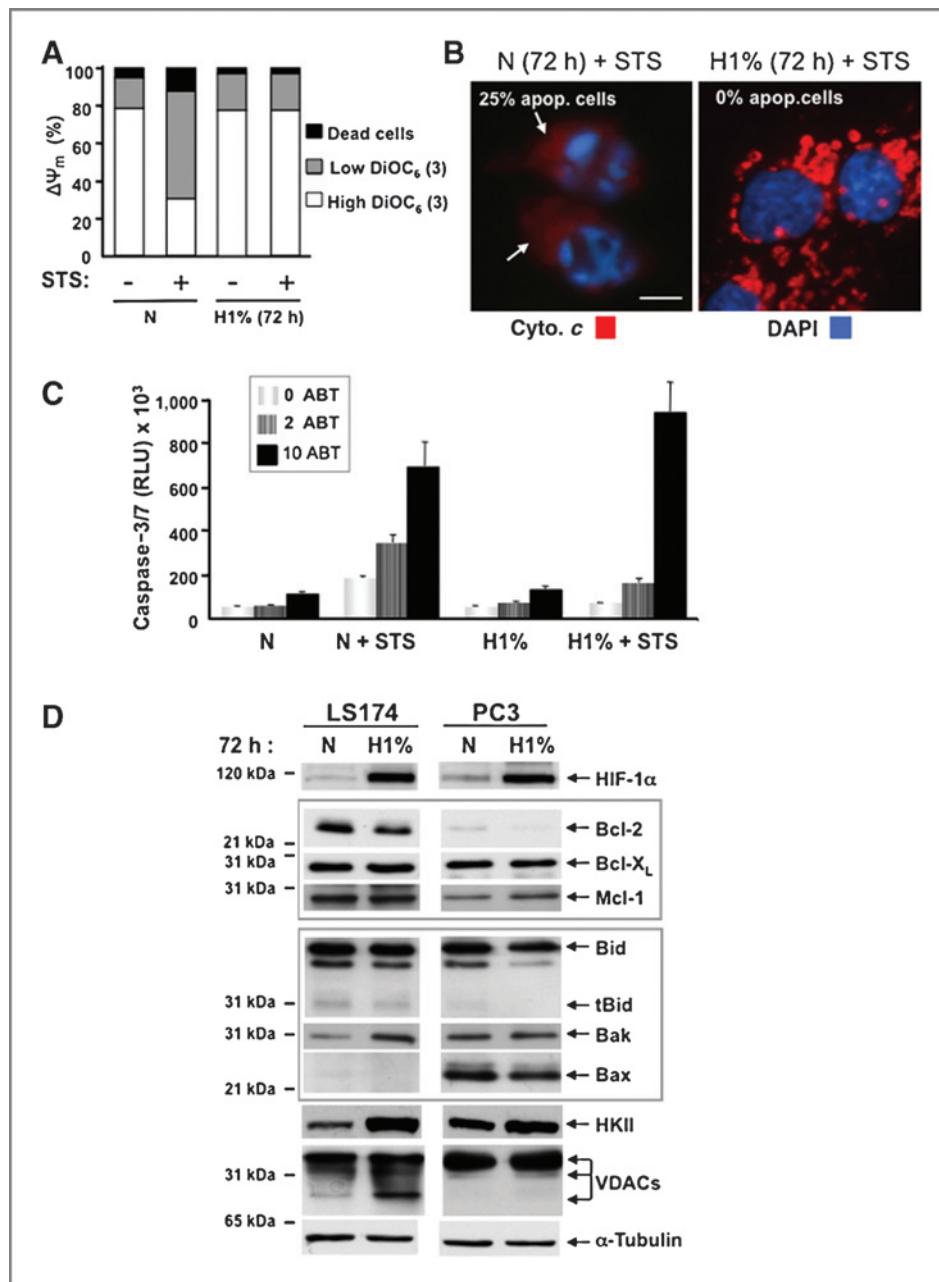 A
100
80
60
40
20
0
ΔΨm (%)
Dead cells
Low DiOC6 (3)
High DiOC6 (3)
STS: - + - +
N H1% (72 h)
B
N (72 h) + STS H1% (72 h) + STS
25% apop. cells 0% apop.cells
Cyto. c DAPI
C
0 ABT
2 ABT
10 ABT
Caspase-3/7 (RLU) x 10³
1,000
800
600
400
200
0
N N + STS H1% H1% + STS
D
LS174 PC3
72 h : N H1% N H1%
120 kDa HIF-1α
Bcl-2
21 kDa
31 kDa Bcl-XL
31 kDa Mcl-1
Bid
31 kDa tBid
31 kDa Bak
Bax
21 kDa
HKII
31 kDa VDACs
65 kDa
α-Tubulin